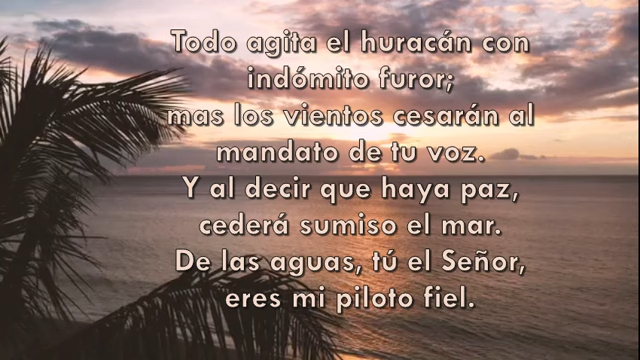 Todo agita el huracán con
indómito furor;
mas los vientos cesarán al
mandato de tu voz.
Y al decir que haya paz,
cederá sumiso el mar.
De las aguas, tú el Señor,
eres mi piloto fiel.